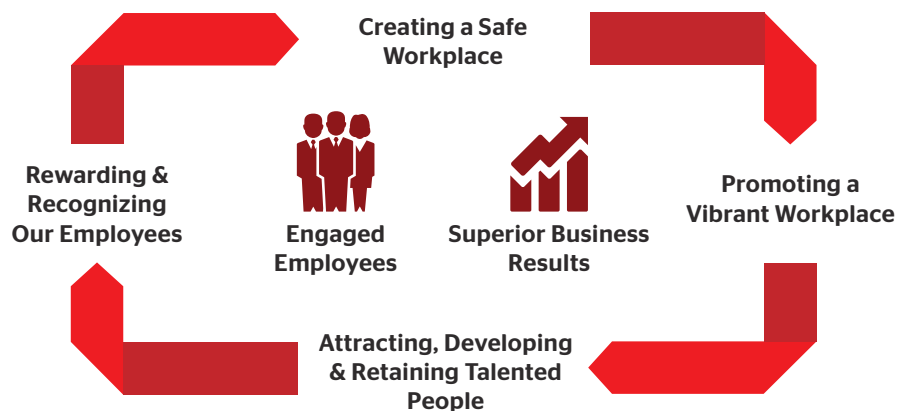 Creating a Safe
Workplace
Rewarding &
Recognizing
Our Employees
Engaged
Employees
Superior Business
Results
Promoting a
Vibrant Workplace
Attracting, Developing
& Retaining Talented
People